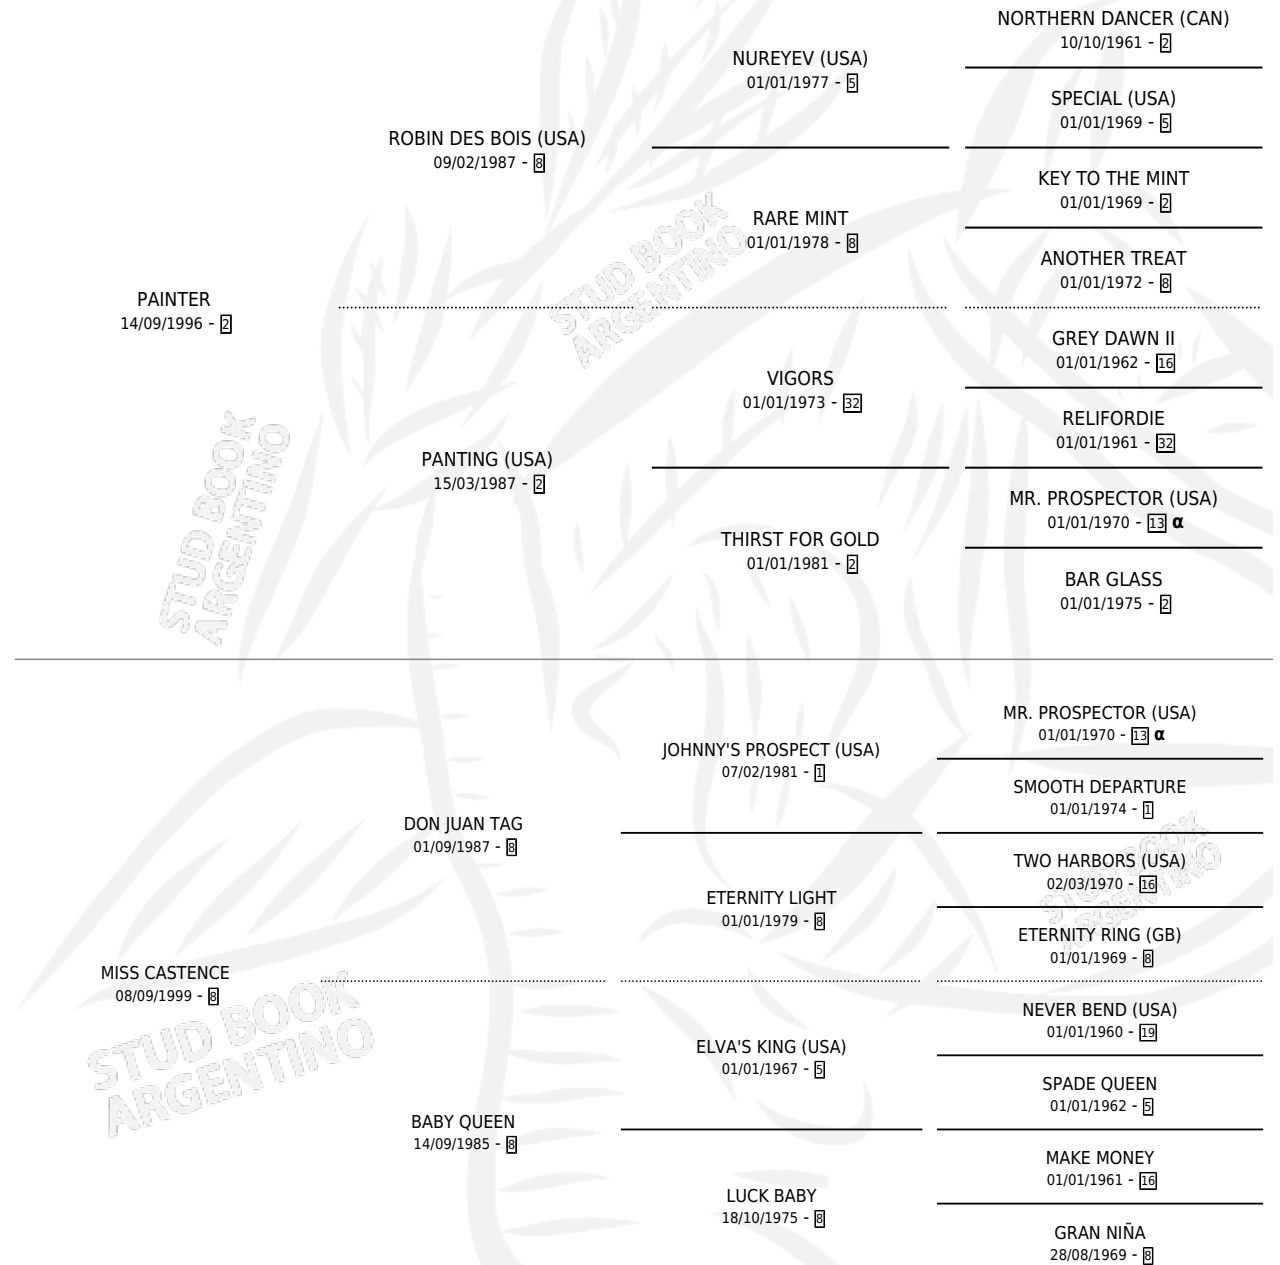 NORTHERN DANCER (CAN)
10/10/1961 - 2
NUREYEV (USA)
01/01/1977 - 5
SPECIAL (USA)
01/01/1969 - 5
ROBIN DES BOIS (USA)
09/02/1987 - 8
KEY TO THE MINT
01/01/1969 - 2
RARE MINT
01/01/1978 - 8
ANOTHER TREAT
01/01/1972 - 8
PAINTER
14/09/1996 - 2
GREY DAWN II
01/01/1962 - 16
VIGORS
01/01/1973 - 32
RELIFORDIE
01/01/1961 - 32
PANTING (USA)
15/03/1987 - 2
MR. PROSPECTOR (USA)
01/01/1970 - 13 α
THIRST FOR GOLD
01/01/1981 - 2
BAR GLASS
01/01/1975 - 2
MR. PROSPECTOR (USA)
01/01/1970 - 13 α
JOHNNY'S PROSPECT (USA)
07/02/1981 - 1
SMOOTH DEPARTURE
01/01/1974 - 1
DON JUAN TAG
01/09/1987 - 8
TWO HARBORS (USA)
02/03/1970 - 16
ETERNITY LIGHT
01/01/1979 - 8
ETERNITY RING (GB)
01/01/1969 - 8
MISS CASTENCE
08/09/1999 - 8
NEVER BEND (USA)
01/01/1960 - 19
ELVA'S KING (USA)
01/01/1967 - 5
SPADE QUEEN
01/01/1962 - 5
BABY QUEEN
14/09/1985 - 8
MAKE MONEY
01/01/1961 - 16
LUCK BABY
18/10/1975 - 8
GRAN NIÑA
28/08/1969 - 8
STUD BOOK
ARGENTINO
STUD BOOK
ARGENTINO
STUD BOOK
ARGENTINO
STUD BOOK
ARGENTINO